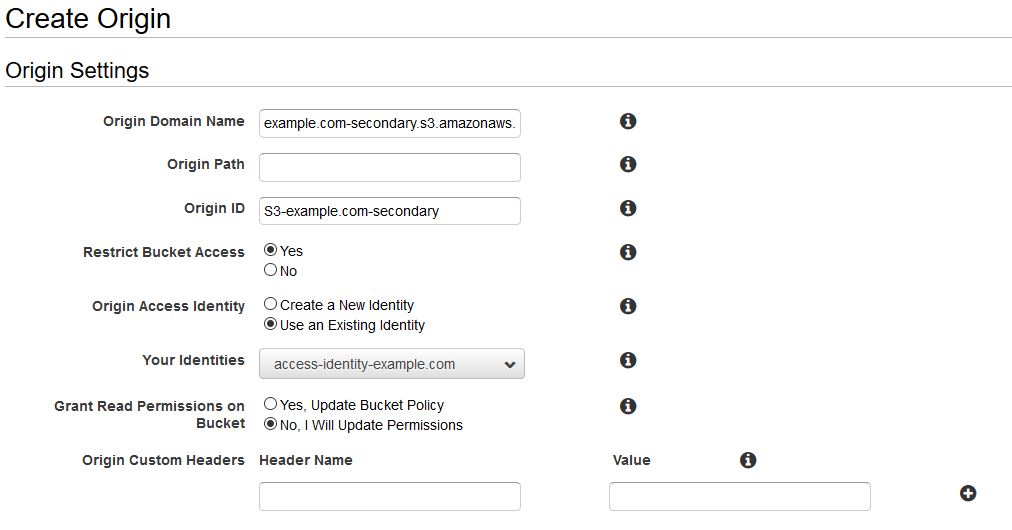 Create Origin
Origin Settings
Origin Domain Name example.com-secondary.s3.amazonaws.
Origin Path
Origin ID S3-example.com-secondary
Restrict Bucket Access Yes
No
Origin Access Identity Create a New Identity
Use an Existing Identity
Your Identities access-identity-example.com
Grant Read Permissions on Bucket Yes, Update Bucket Policy
No, I Will Update Permissions
Origin Custom Headers Header Name Value